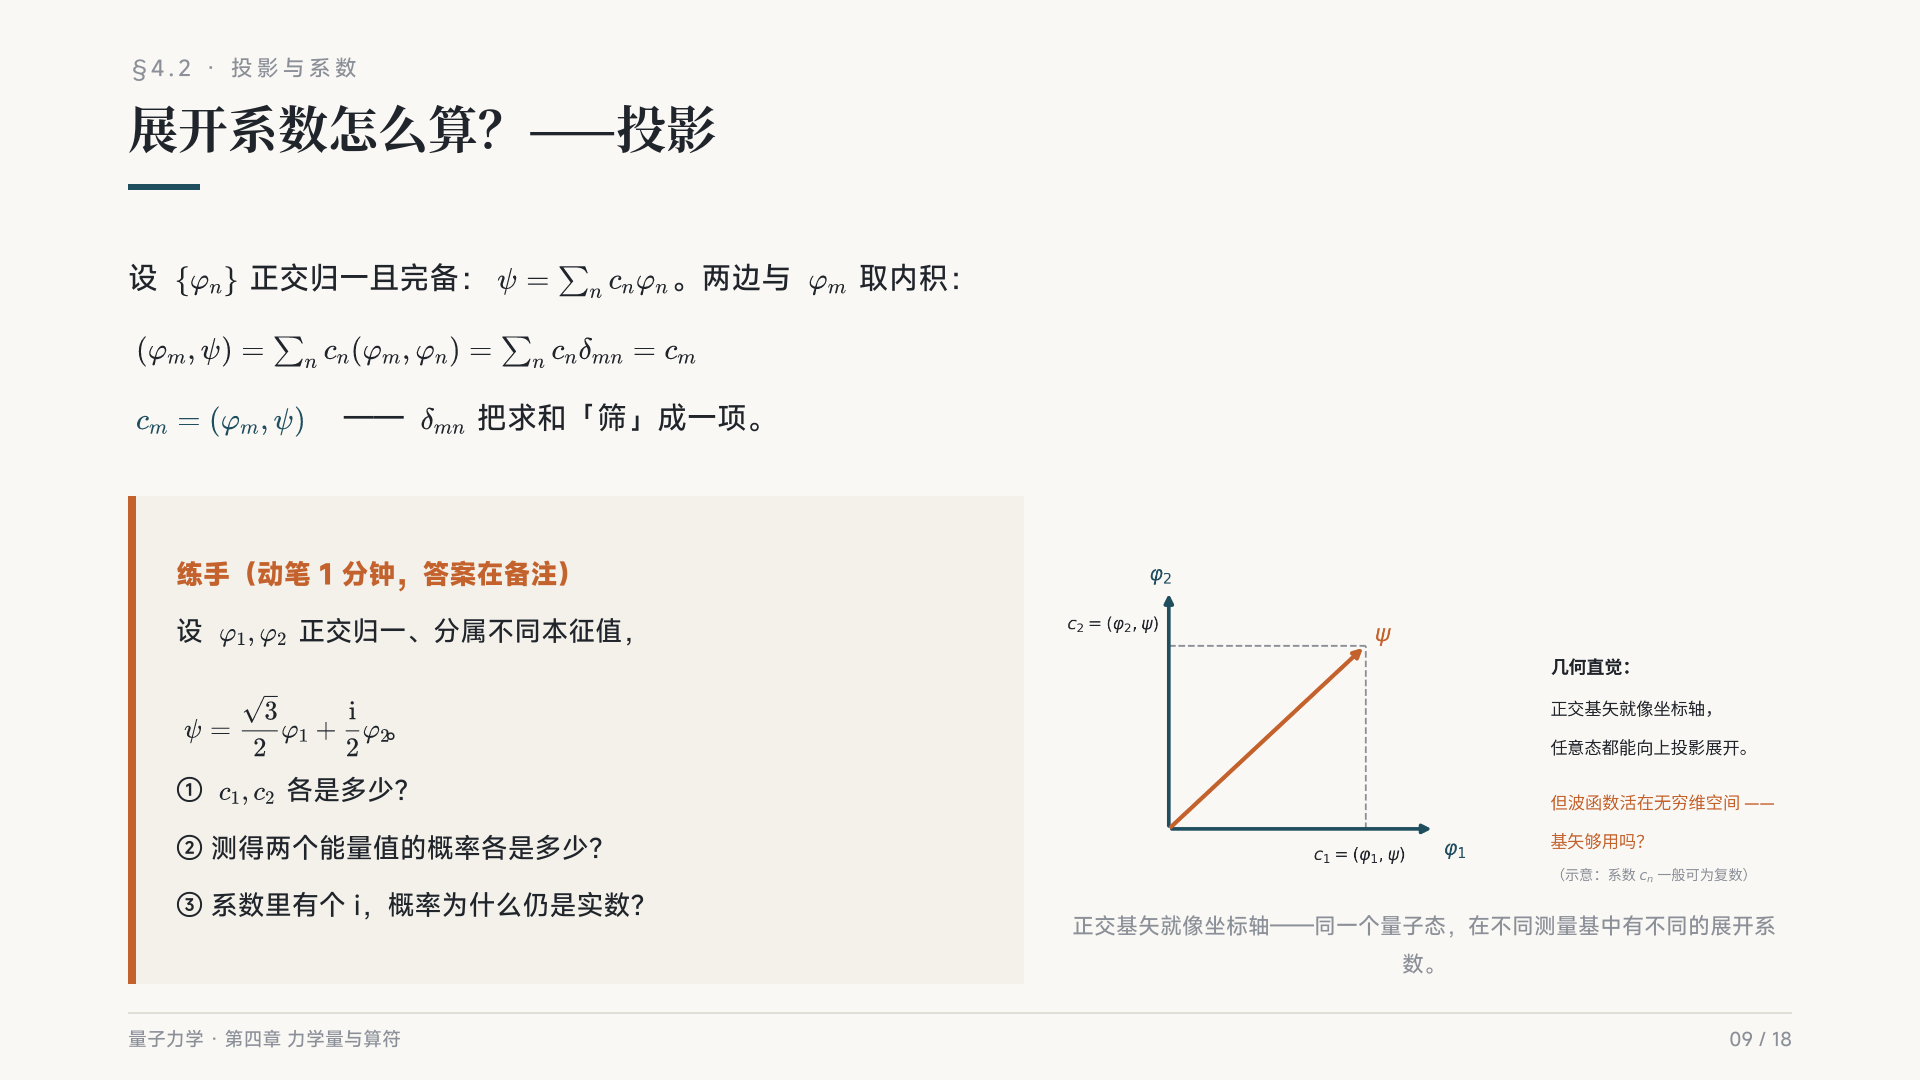 §4.2 · 投影与系数
展开系数怎么算？——投影
设 {φₙ} 正交归一且完备： ψ = ∑ₙ cₙφₙ。两边与 φₘ 取内积：
(φₘ, ψ) = ∑ₙ cₙ(φₘ, φₙ) = ∑ₙ cₙδₘₙ = cₘ
cₘ = (φₘ, ψ) —— δₘₙ 把求和「筛」成一项。
练手（动笔 1 分钟，答案在备注）
设 φ₁, φ₂ 正交归一、分属不同本征值，
ψ = √3/2 φ₁ + i/2 φ₂。
① c₁, c₂ 各是多少？
② 测得两个能量值的概率各是多少？
③ 系数里有个 i，概率为什么仍是实数？
φ₂
c₂ = (φ₂, ψ)
ψ
c₁ = (φ₁, ψ)
φ₁
几何直觉：
正交基矢就像坐标轴，
任意态都能向上投影展开。
但波函数活在无穷维空间 ——
基矢够用吗？
（示意：系数 cₙ 一般可为复数）
正交基矢就像坐标轴——同一个量子态，在不同测量基中有不同的展开系
数。
量子力学 · 第四章 力学量与算符
09 / 18